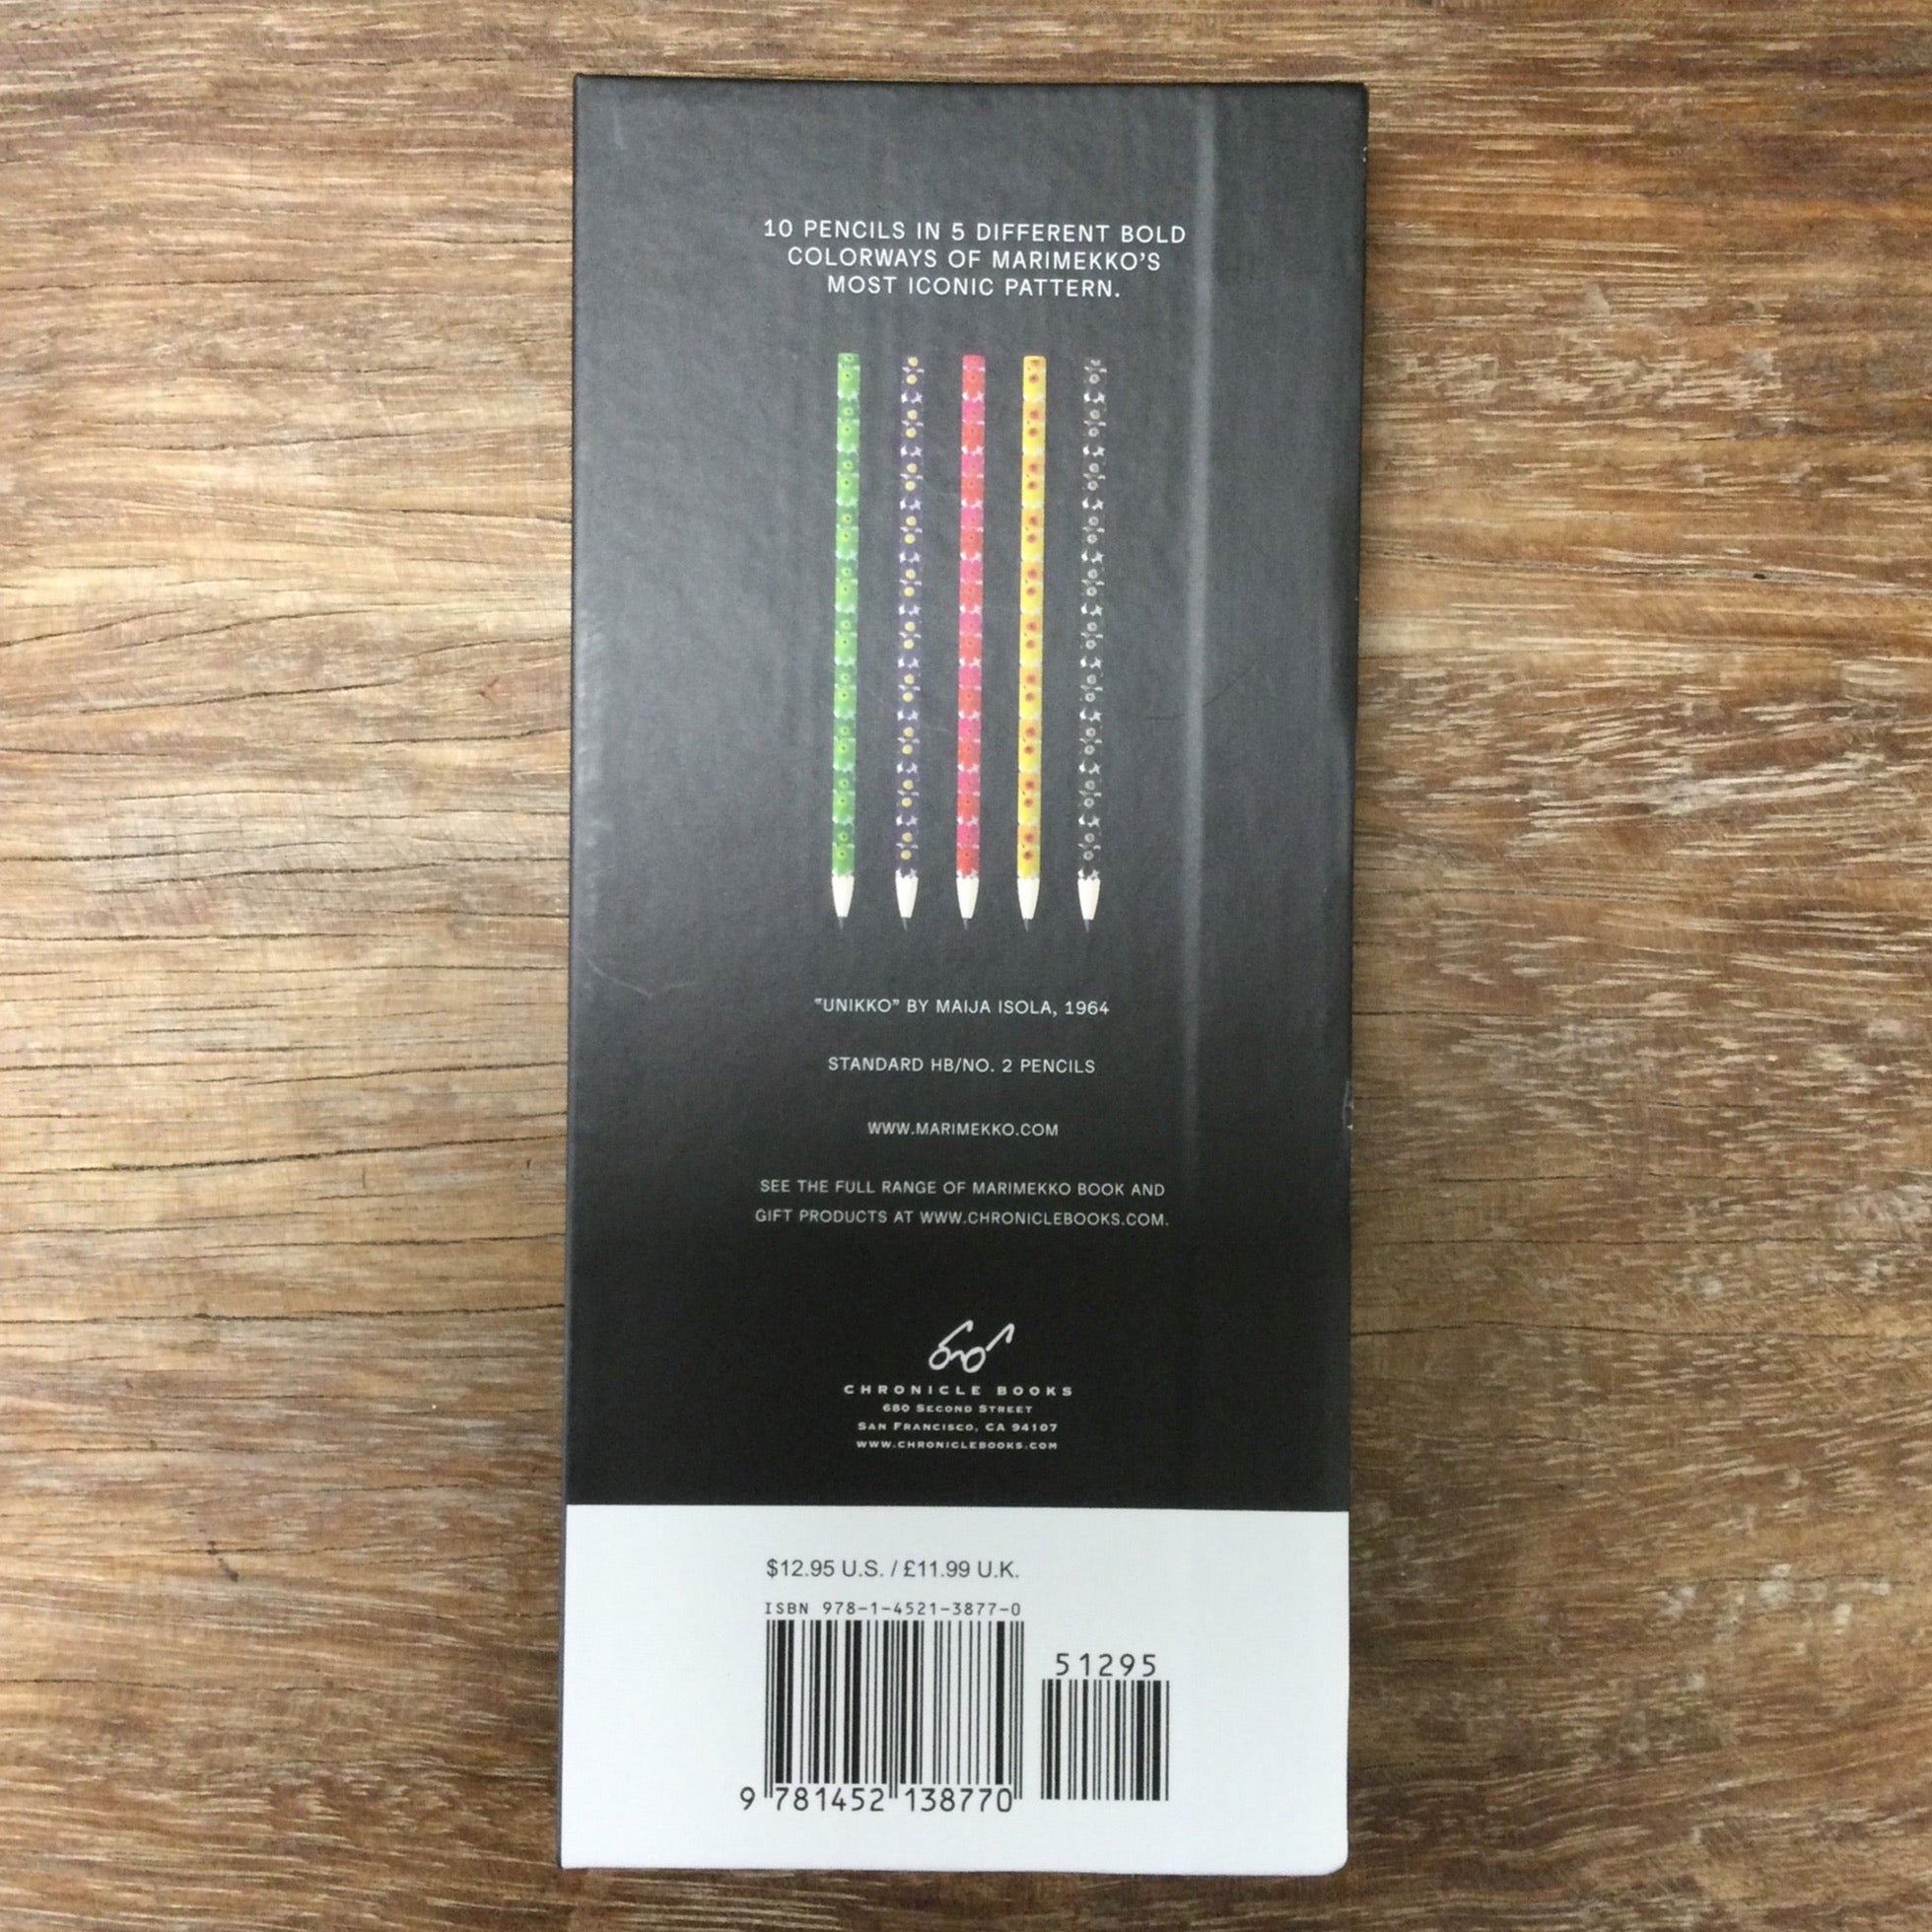 10 PENCILS IN 5 DIFFERENT BOLD
COLORWAYS OF MARIMEKKO'S
MOST ICONIC PATTERN.
"UNIKKO" BY MAIJA ISOLA, 1964
STANDARD HB/NO. 2 PENCILS
WWW.MARIMEKKO.COM
SEE THE FULL RANGE OF MARIMEKKO BOOK AND
GIFT PRODUCTS AT WWW.CHRONICLEBOOKS.COM.
CHRONICLE BOOKS
680 SECOND STREET
SAN FRANCISCO, CA 94107
WWW.CHRONICLEBOOKS.COM
$12.95 U.S. / £11.99 U.K.
ISBN 978-1-4521-3877-0
51295
9 781452 138770